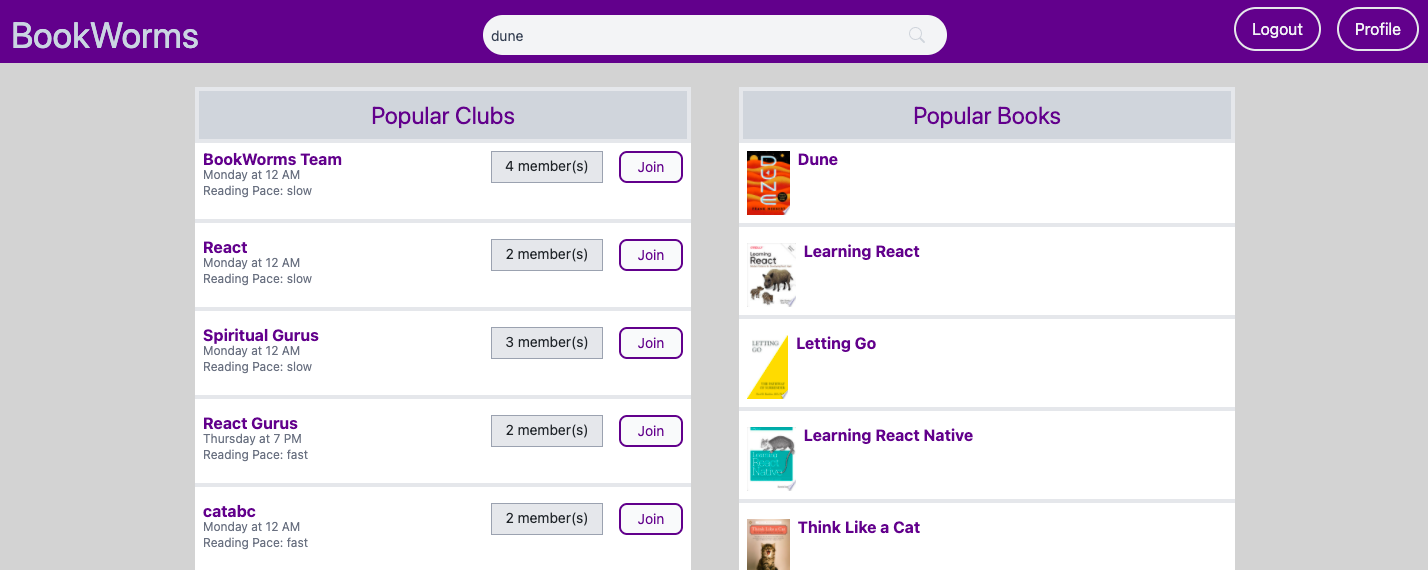 BookWorms
dune
Logout
Profile
Popular Clubs
BookWorms Team
Monday at 12 AM
Reading Pace: slow
4 member(s)
Join
React
Monday at 12 AM
Reading Pace: slow
2 member(s)
Join
Spiritual Gurus
Monday at 12 AM
Reading Pace: slow
3 member(s)
Join
React Gurus
Thursday at 7 PM
Reading Pace: fast
2 member(s)
Join
catabc
Monday at 12 AM
Reading Pace: fast
2 member(s)
Join
Popular Books
DUNE
Dune
Learning
React
Learning React
LETTING
GO
Letting Go
Learning
React
Native
Learning React Native
Think Like a Cat
Think Like a Cat